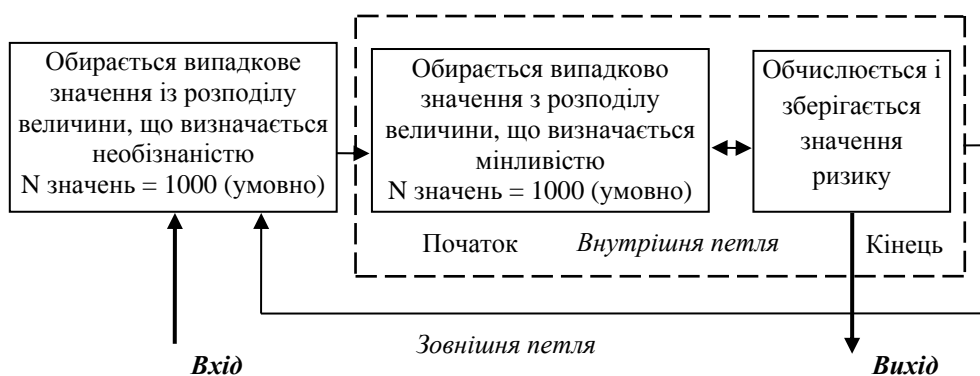 Обирається випадкове
значення із розподілу
величини, що визначається
необізнаністю
N значень = 1000 (умовно)
Обирається випадково
значення з розподілу
величини, що визначається
мінливістю
N значень = 1000 (умовно)
Обчислюється і
зберігається
значення
ризику
Початок
Внутрішня петля
Кінець
Зовнішня петля
Вхід
Вихід